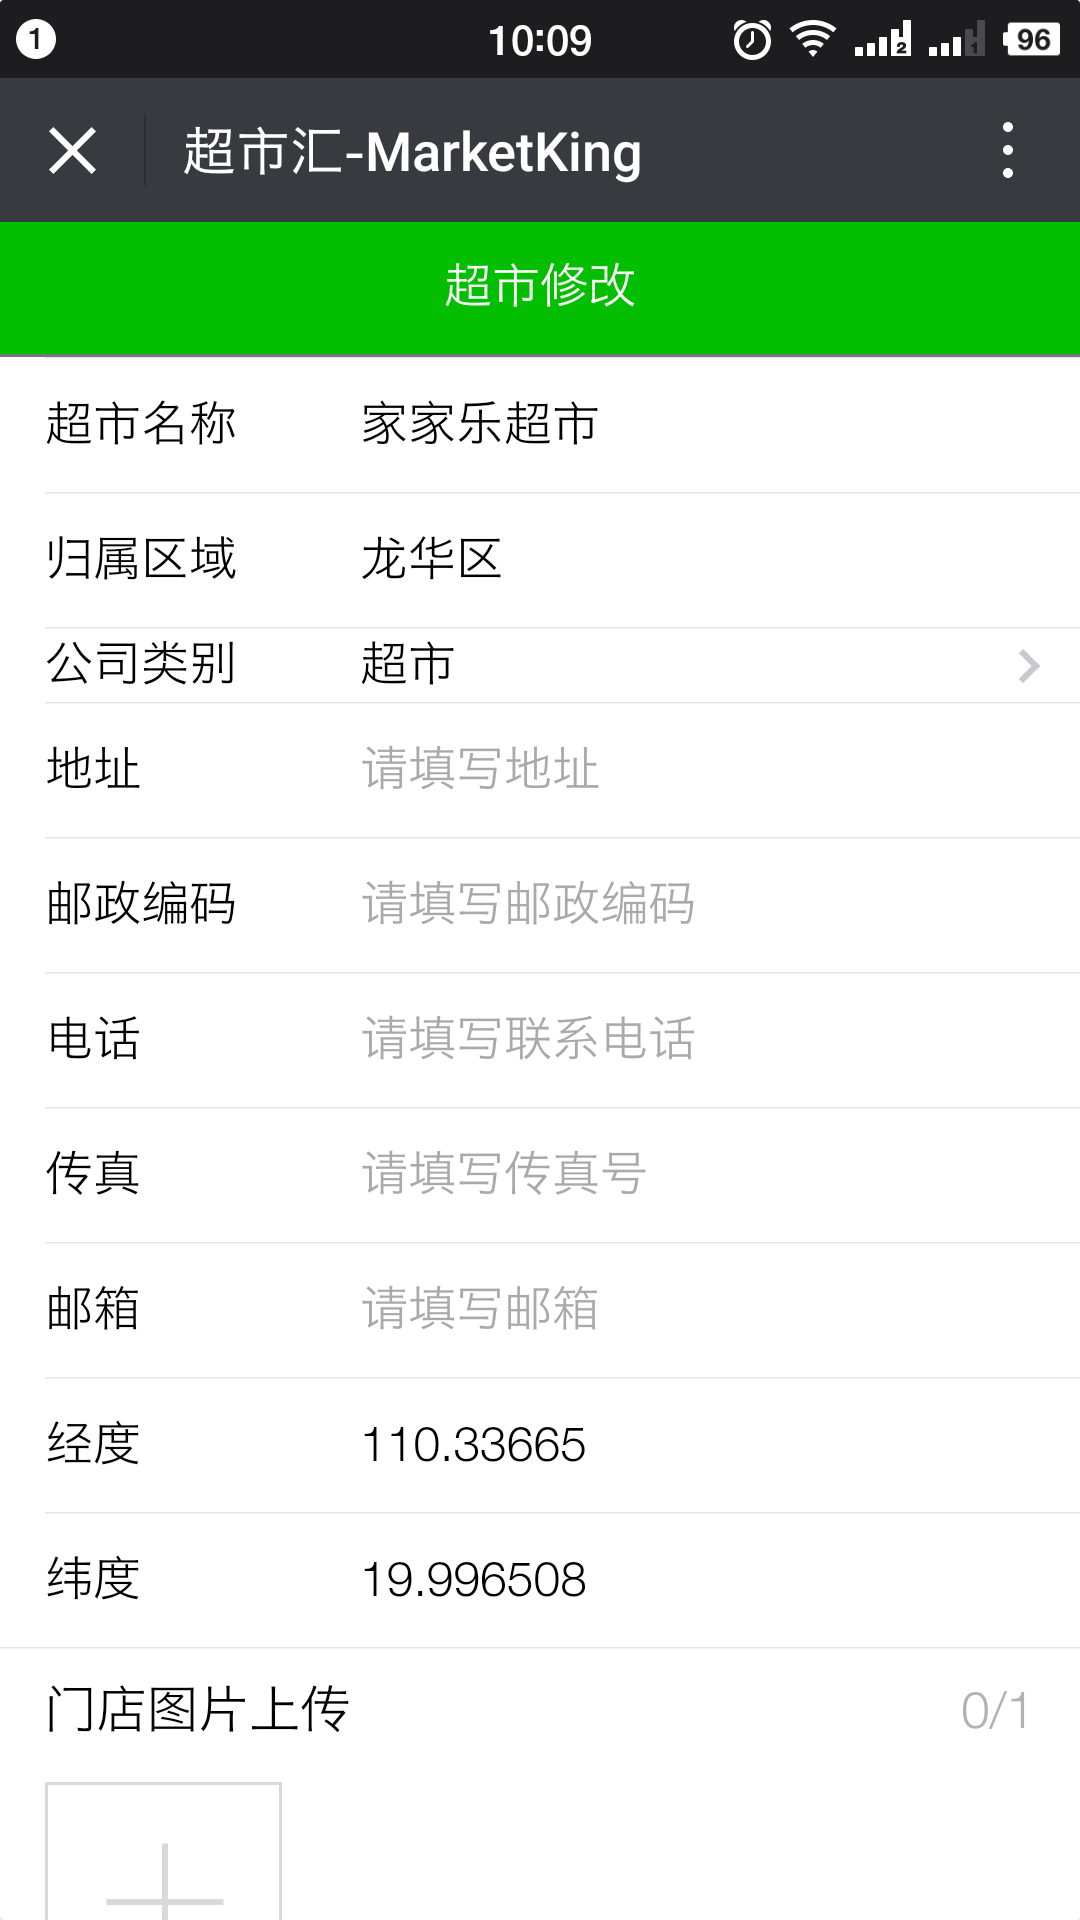 1
10:09
2
1
96
超市汇-MarketKing
超市修改
超市名称 家家乐超市
归属区域 龙华区
公司类别 超市
地址 请填写地址
邮政编码 请填写邮政编码
电话 请填写联系电话
传真 请填写传真号
邮箱 请填写邮箱
经度 110.33665
纬度 19.996508
门店图片上传 0/1